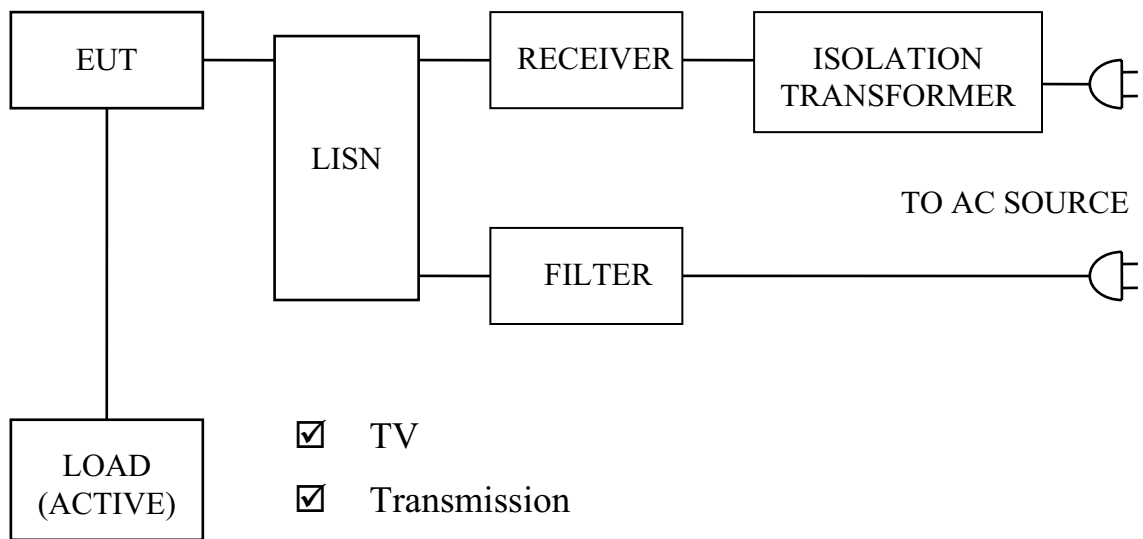 EUT
LISN
RECEIVER
ISOLATION
TRANSFORMER
TO AC SOURCE
FILTER
LOAD
(ACTIVE)
☑ TV
☑ Transmission